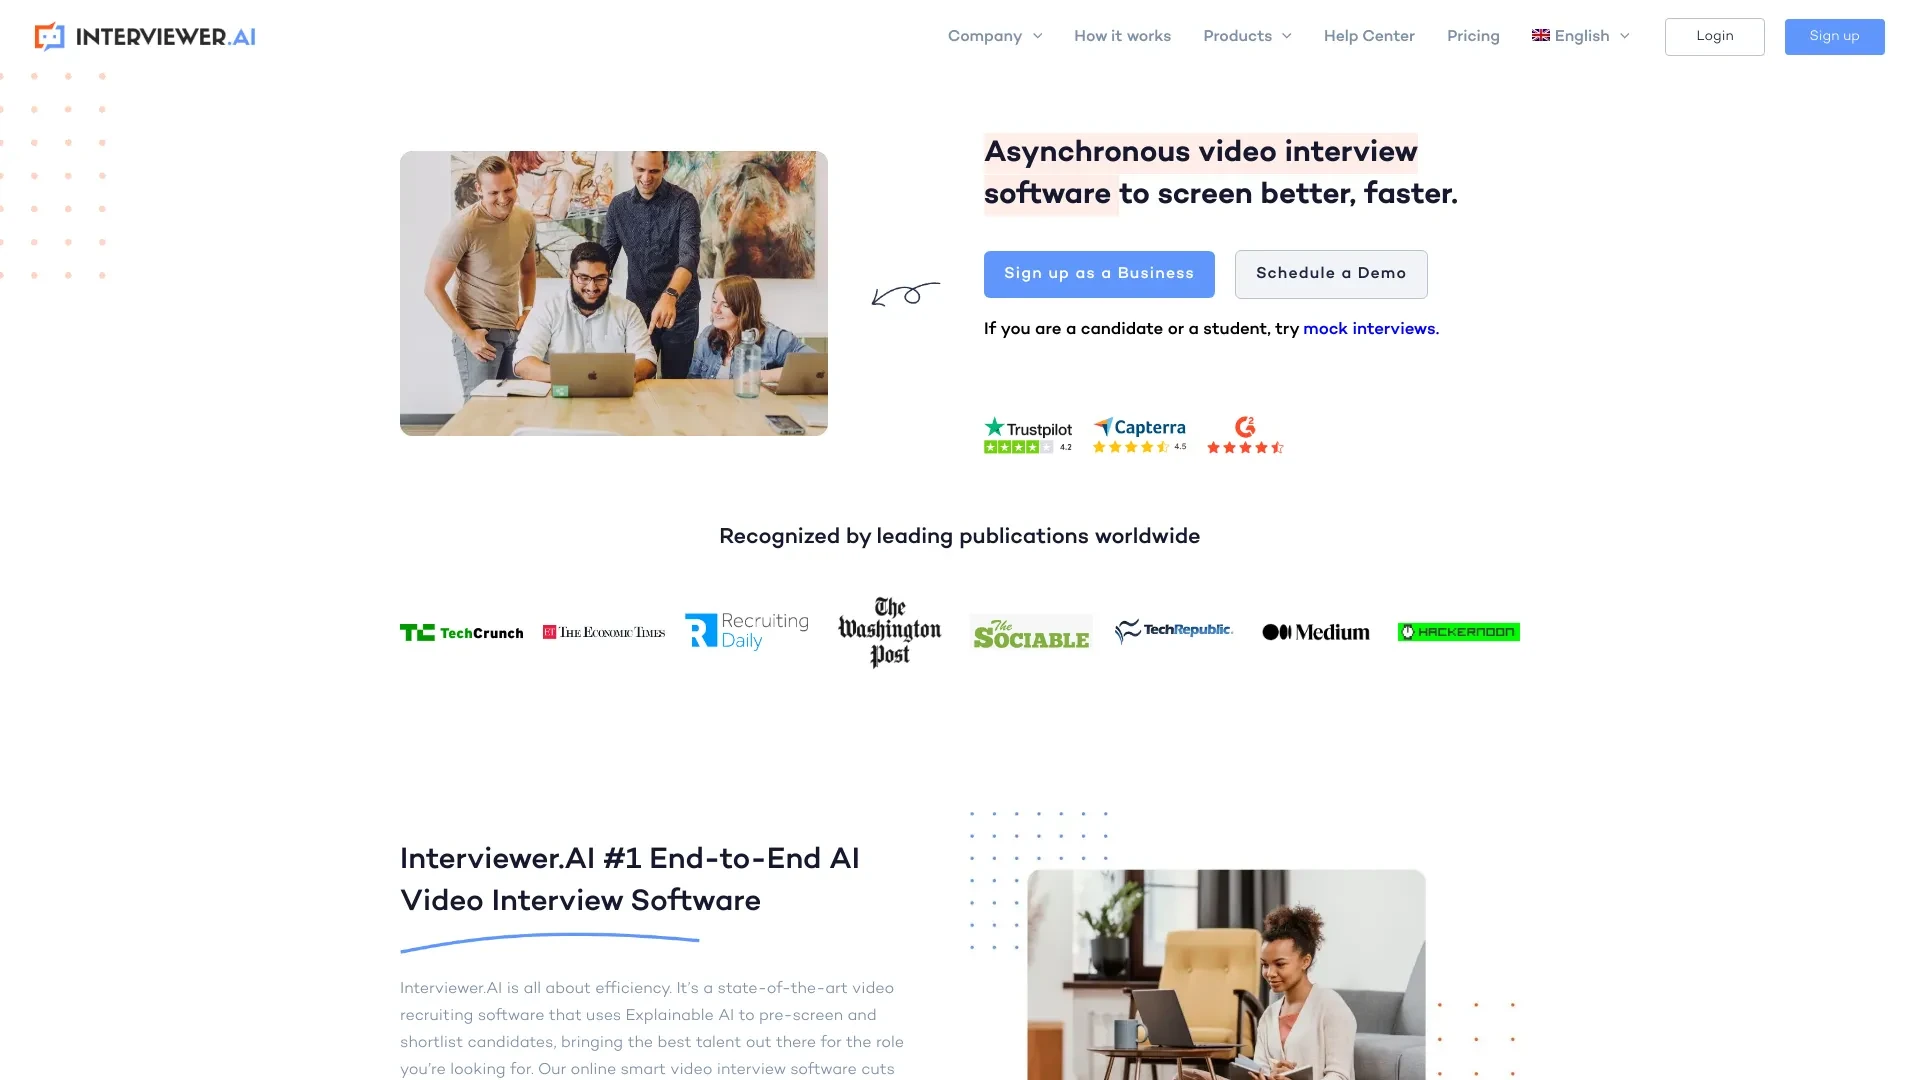 INTERVIEWER.AI
Company
How it works
Products
Help Center
Pricing
English
Login
Sign up
Asynchronous video interview
software to screen better, faster.
Sign up as a Business
Schedule a Demo
If you are a candidate or a student, try mock interviews.
Trustpilot
4.2
Capterra
4.5
G2
Recognized by leading publications worldwide
TC TechCrunch
ET THE ECONOMIC TIMES
R Recruiting
Daily
The
Washington
Post
The
SOCIABLE
TechRepublic.
Medium
HACKERNOON
Interviewer.AI #1 End-to-End AI
Video Interview Software
Interviewer.AI is all about efficiency. It’s a state-of-the-art video
recruiting software that uses Explainable AI to pre-screen and
shortlist candidates, bringing the best talent out there for the role
you’re looking for. Our online smart video interview software cuts